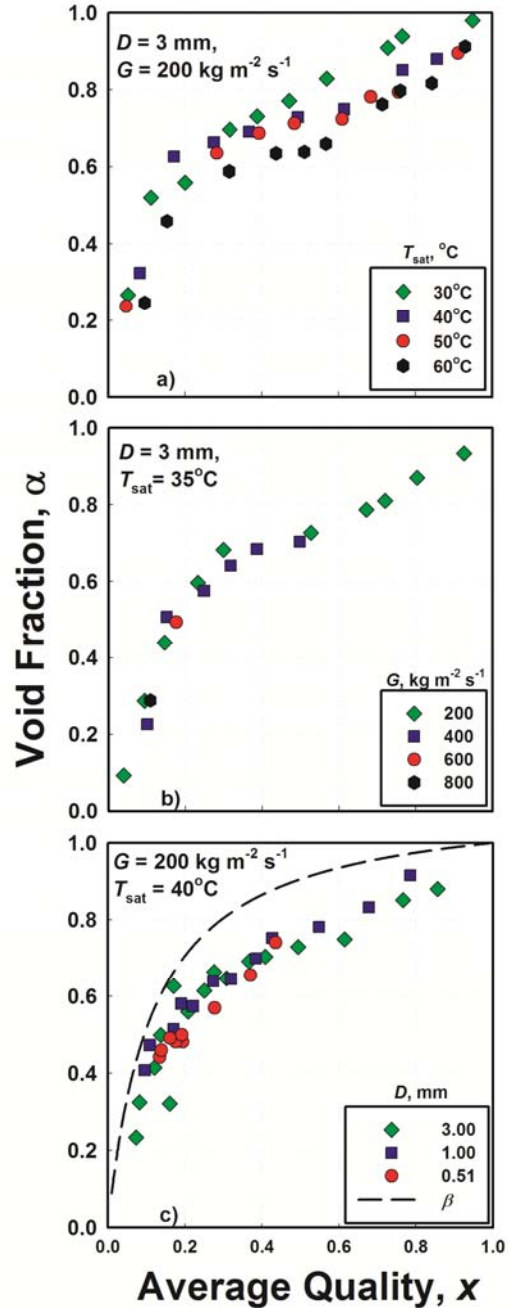 1.0
D = 3 mm,
G = 200 kg m⁻² s⁻¹
0.8
0.6
0.4
0.2
0.0
T_sat, °C
30°C
40°C
50°C
60°C
a)
1.0
D = 3 mm,
T_sat = 35°C
0.8
0.6
0.4
0.2
0.0
G, kg m⁻² s⁻¹
200
400
600
800
b)
Void Fraction, α
1.0
G = 200 kg m⁻² s⁻¹
T_sat = 40°C
0.8
0.6
0.4
0.2
0.0
D, mm
3.00
1.00
0.51
β
c)
0.0 0.2 0.4 0.6 0.8 1.0
Average Quality, x